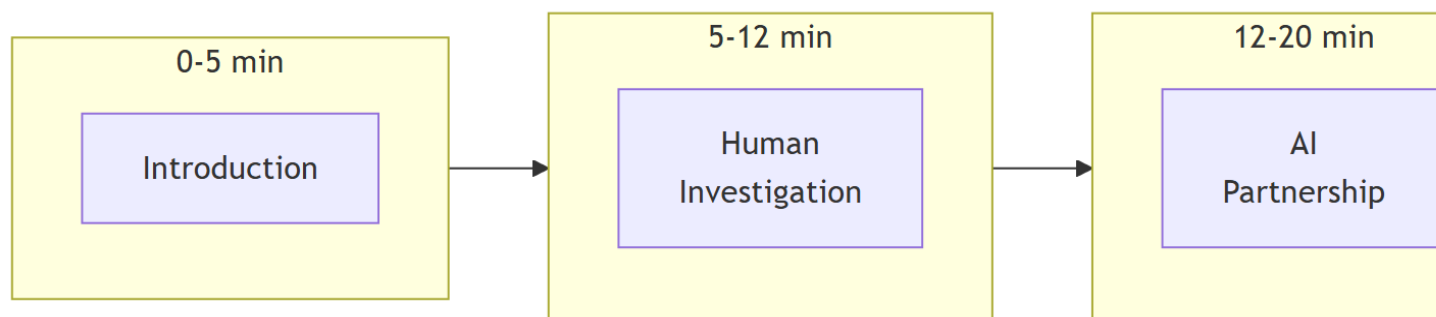 0-5 min
Introduction
5-12 min
Human
Investigation
12-20 min
AI
Partnership